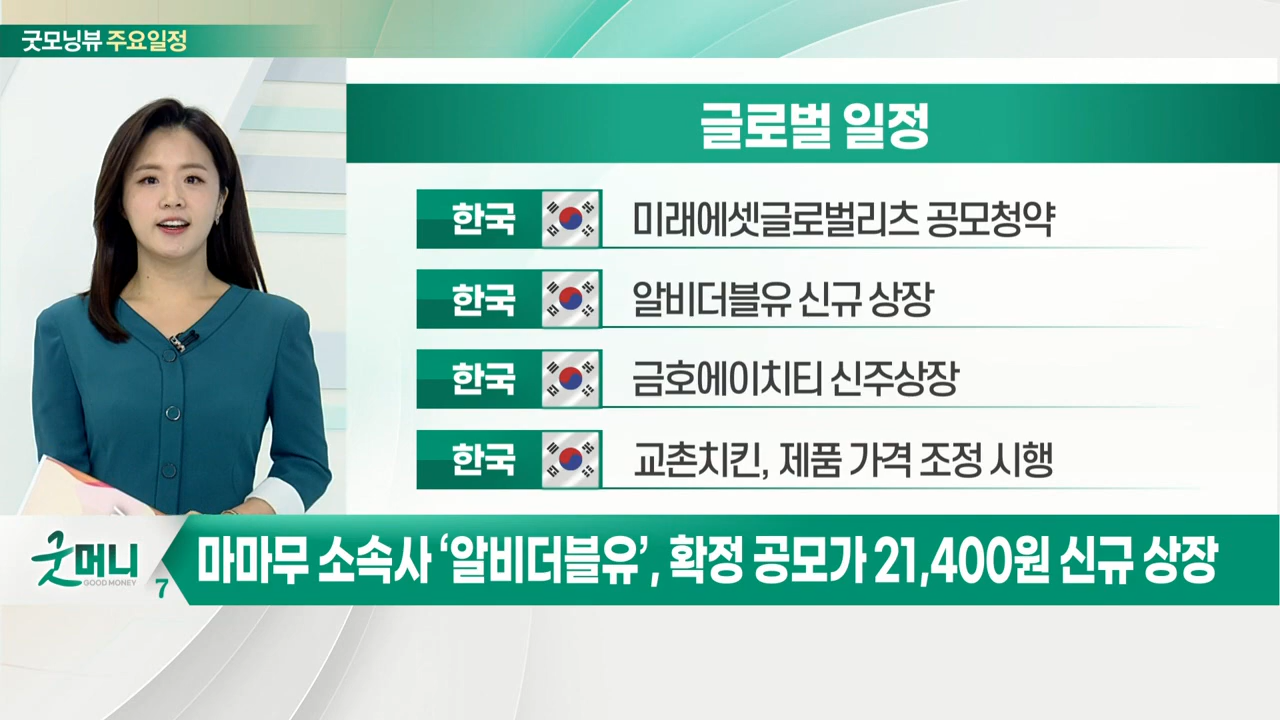 굿모닝뷰 주요일정
글로벌 일정
한국 미래에셋글로벌리츠 공모청약
한국 알비더블유 신규 상장
한국 금호에이치티 신주상장
한국 교촌치킨, 제품 가격 조정 시행
굿머니 7
GOOD MONEY
마마무 소속사 ‘알비더블유’, 확정 공모가 21,400원 신규 상장